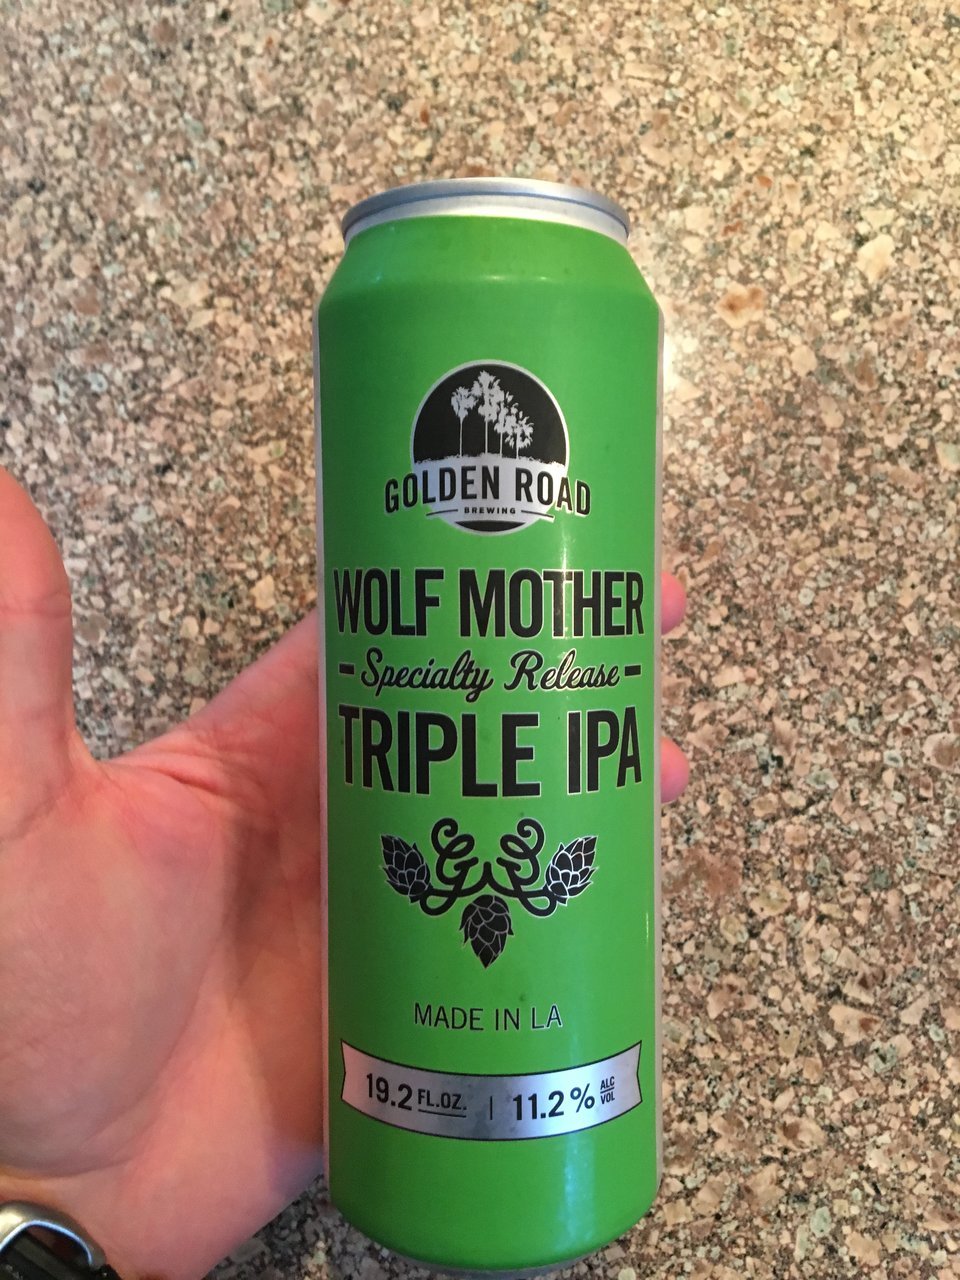 GOLDEN ROAD
BREWING
WOLF MOTHER
- Specialty Release -
TRIPLE IPA
MADE IN LA
19.2 FL.OZ. | 11.2% ALC VOL